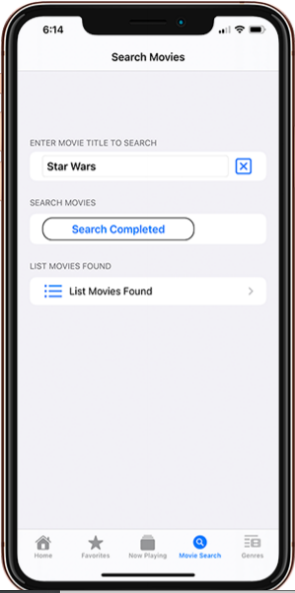 6:14
Search Movies
ENTER MOVIE TITLE TO SEARCH
Star Wars
SEARCH MOVIES
Search Completed
LIST MOVIES FOUND
List Movies Found
Home Favorites Now Playing Movie Search Genres